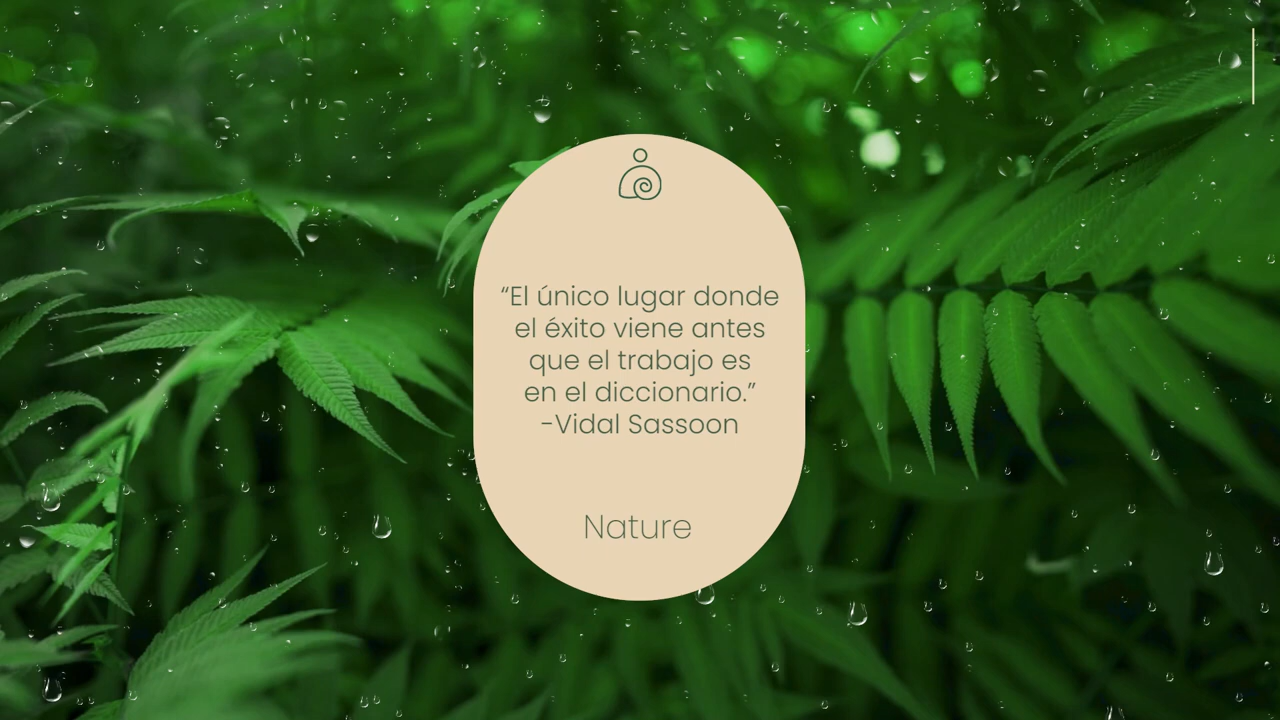 “El único lugar donde
el éxito viene antes
que el trabajo es
en el diccionario.”
-Vidal Sassoon
Nature